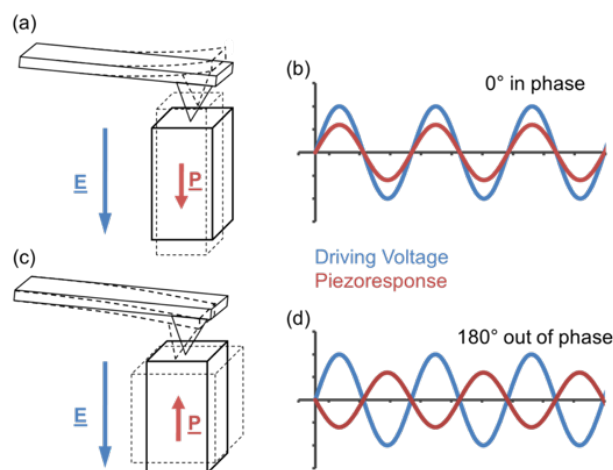 (a)
E
P
(b)
0° in phase
Driving Voltage
Piezoresponse
(c)
E
P
(d)
180° out of phase